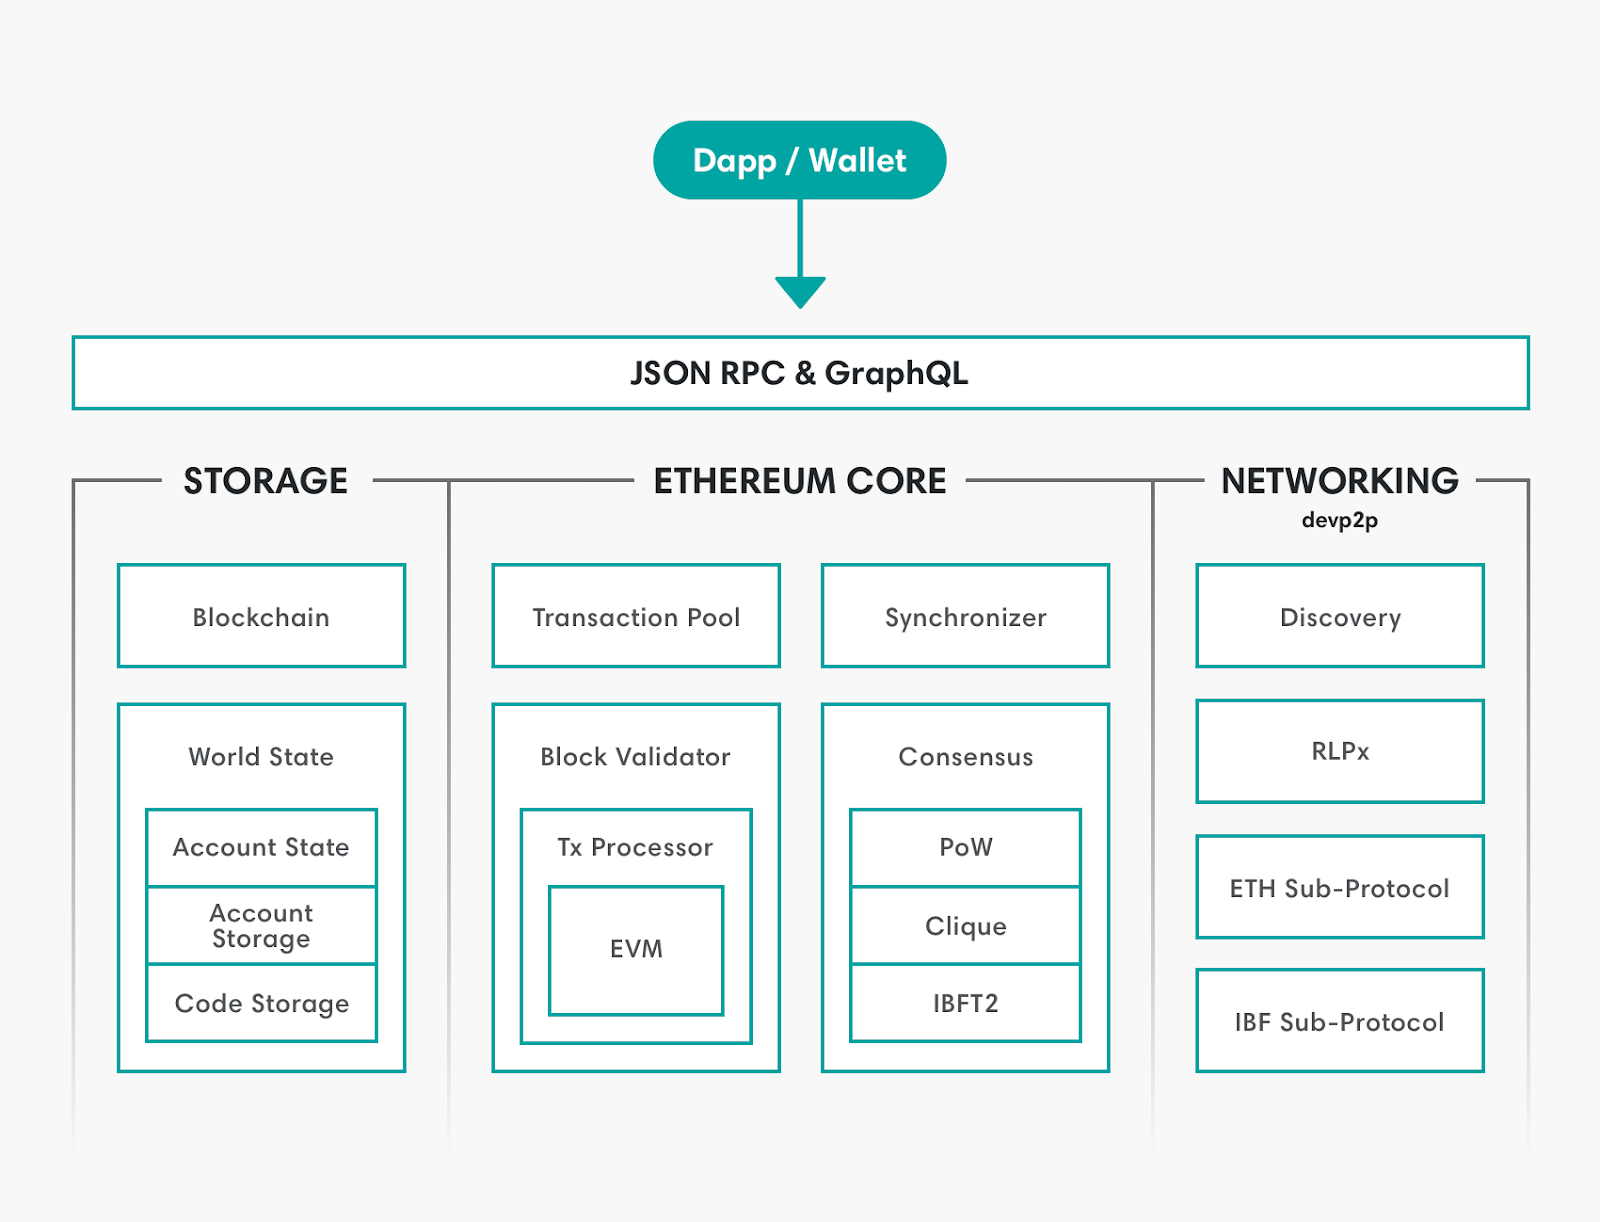 Dapp / Wallet
JSON RPC & GraphQL
STORAGE
Blockchain
World State
Account State
Account
Storage
Code Storage
ETHEREUM CORE
Transaction Pool
Synchronizer
Block Validator
Tx Processor
EVM
Consensus
PoW
Clique
IBFT2
NETWORKING
devp2p
Discovery
RLPx
ETH Sub-Protocol
IBF Sub-Protocol